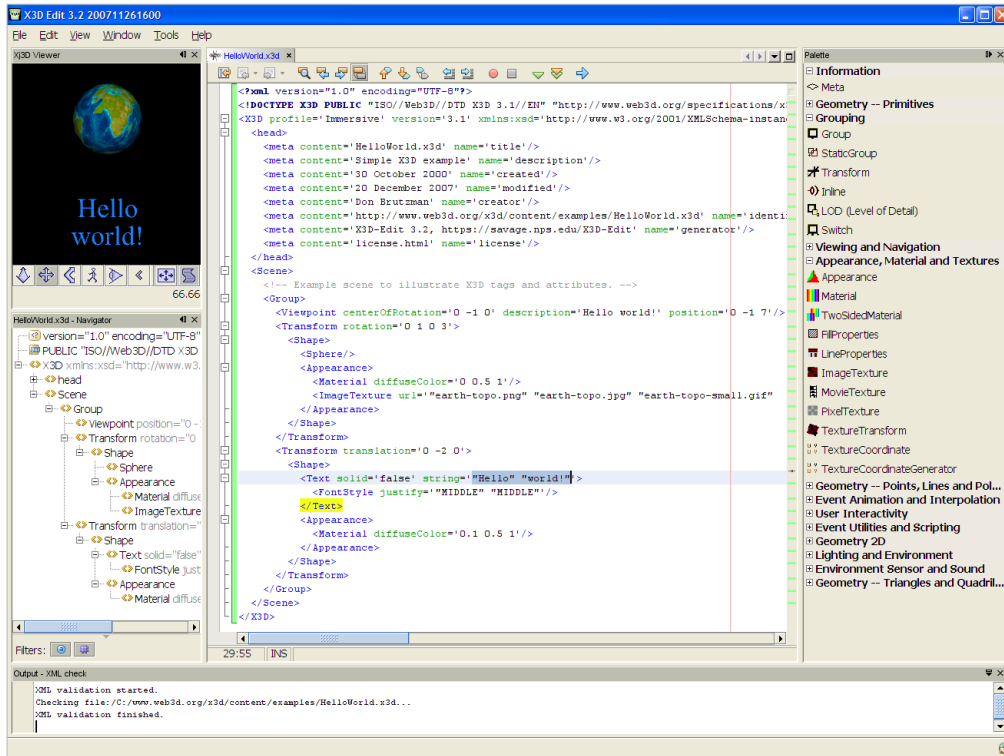 X3D Edit 3.2 200711261600
File Edit View Window Tools Help
Xj3D Viewer
Hello
world!
66.66
HelloWorld.x3d - Navigator
version="1.0" encoding="UTF-8"
PUBLIC "ISO//Web3D//DTD X3D
X3D xmlns:xsd="http://www.w3.
head
Scene
Group
Viewpoint position="0 -
Transform rotation="0
Shape
Sphere
Appearance
Material diffuse
ImageTexture
Transform translation="
Shape
Text solid="false"
FontStyle just
Appearance
Material diffuse
Filters:
HelloWorld.x3d
<?xml version="1.0" encoding="UTF-8"?>
<!DOCTYPE X3D PUBLIC "ISO//Web3D//DTD X3D 3.1//EN" "http://www.web3d.org/specifications/x
<X3D profile='Immersive' version='3.1' xmlns:xsd='http://www.w3.org/2001/XMLSchema-instan
<head>
<meta content='HelloWorld.x3d' name='title'/>
<meta content='Simple X3D example' name='description'/>
<meta content='30 October 2000' name='created'/>
<meta content='20 December 2007' name='modified'/>
<meta content='Don Brutzman' name='creator'/>
<meta content='http://www.web3d.org/x3d/content/examples/HelloWorld.x3d' name='identi
<meta content='X3D-Edit 3.2, https://savage.nps.edu/X3D-Edit' name='generator'/>
<meta content='license.html' name='license'/>
</head>
<Scene>
<!-- Example scene to illustrate X3D tags and attributes. -->
<Group>
<Viewpoint centerOfRotation='0 -1 0' description='Hello world!' position='0 -1 7'/>
<Transform rotation='0 1 0 3'>
<Shape>
<Sphere/>
<Appearance>
<Material diffuseColor='0 0.5 1'/>
<ImageTexture url='"earth-topo.png" "earth-topo.jpg" "earth-topo-small.gif"
</Appearance>
</Shape>
</Transform>
<Transform translation='0 -2 0'>
<Shape>
<Text solid='false' string='"Hello" "world!"'>
<FontStyle justify='"MIDDLE" "MIDDLE"'/>
</Text>
<Appearance>
<Material diffuseColor='0.1 0.5 1'/>
</Appearance>
</Shape>
</Transform>
</Group>
</Scene>
</X3D>
29:55 INS
Palette
Information
Meta
Geometry -- Primitives
Grouping
Group
StaticGroup
Transform
Inline
LOD (Level of Detail)
Switch
Viewing and Navigation
Appearance, Material and Textures
Appearance
Material
TwoSidedMaterial
FillProperties
LineProperties
ImageTexture
MovieTexture
PixelTexture
TextureTransform
TextureCoordinate
TextureCoordinateGenerator
Geometry -- Points, Lines and Pol...
Event Animation and Interpolation
User Interactivity
Event Utilities and Scripting
Geometry 2D
Lighting and Environment
Environment Sensor and Sound
Geometry -- Triangles and Quadril...
Output - XML check
XML validation started.
Checking file:/C:/www.web3d.org/x3d/content/examples/HelloWorld.x3d...
XML validation finished.